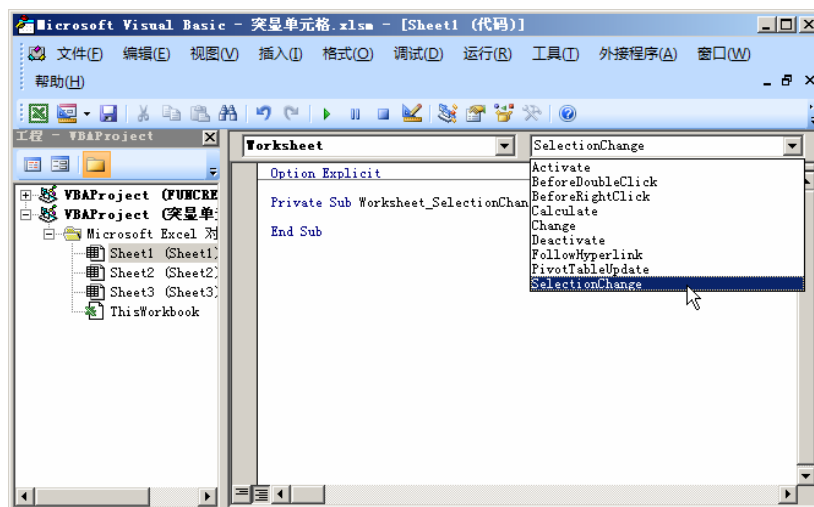 Microsoft Visual Basic - 突显单元格.xlsm - [Sheet1 (代码)]
文件(F) 编辑(E) 视图(V) 插入(I) 格式(O) 调试(D) 运行(R) 工具(T) 外接程序(A) 窗口(W)
帮助(H)
工程 - VBAProject
Worksheet
SelectionChange
VBAProject (FUNCRE
VBAProject (突显单
Microsoft Excel 对
Sheet1 (Sheet1)
Sheet2 (Sheet2)
Sheet3 (Sheet3)
ThisWorkbook
Option Explicit
Private Sub Worksheet_SelectionChan
End Sub
Activate
BeforeDoubleClick
BeforeRightClick
Calculate
Change
Deactivate
FollowHyperlink
PivotTableUpdate
SelectionChange